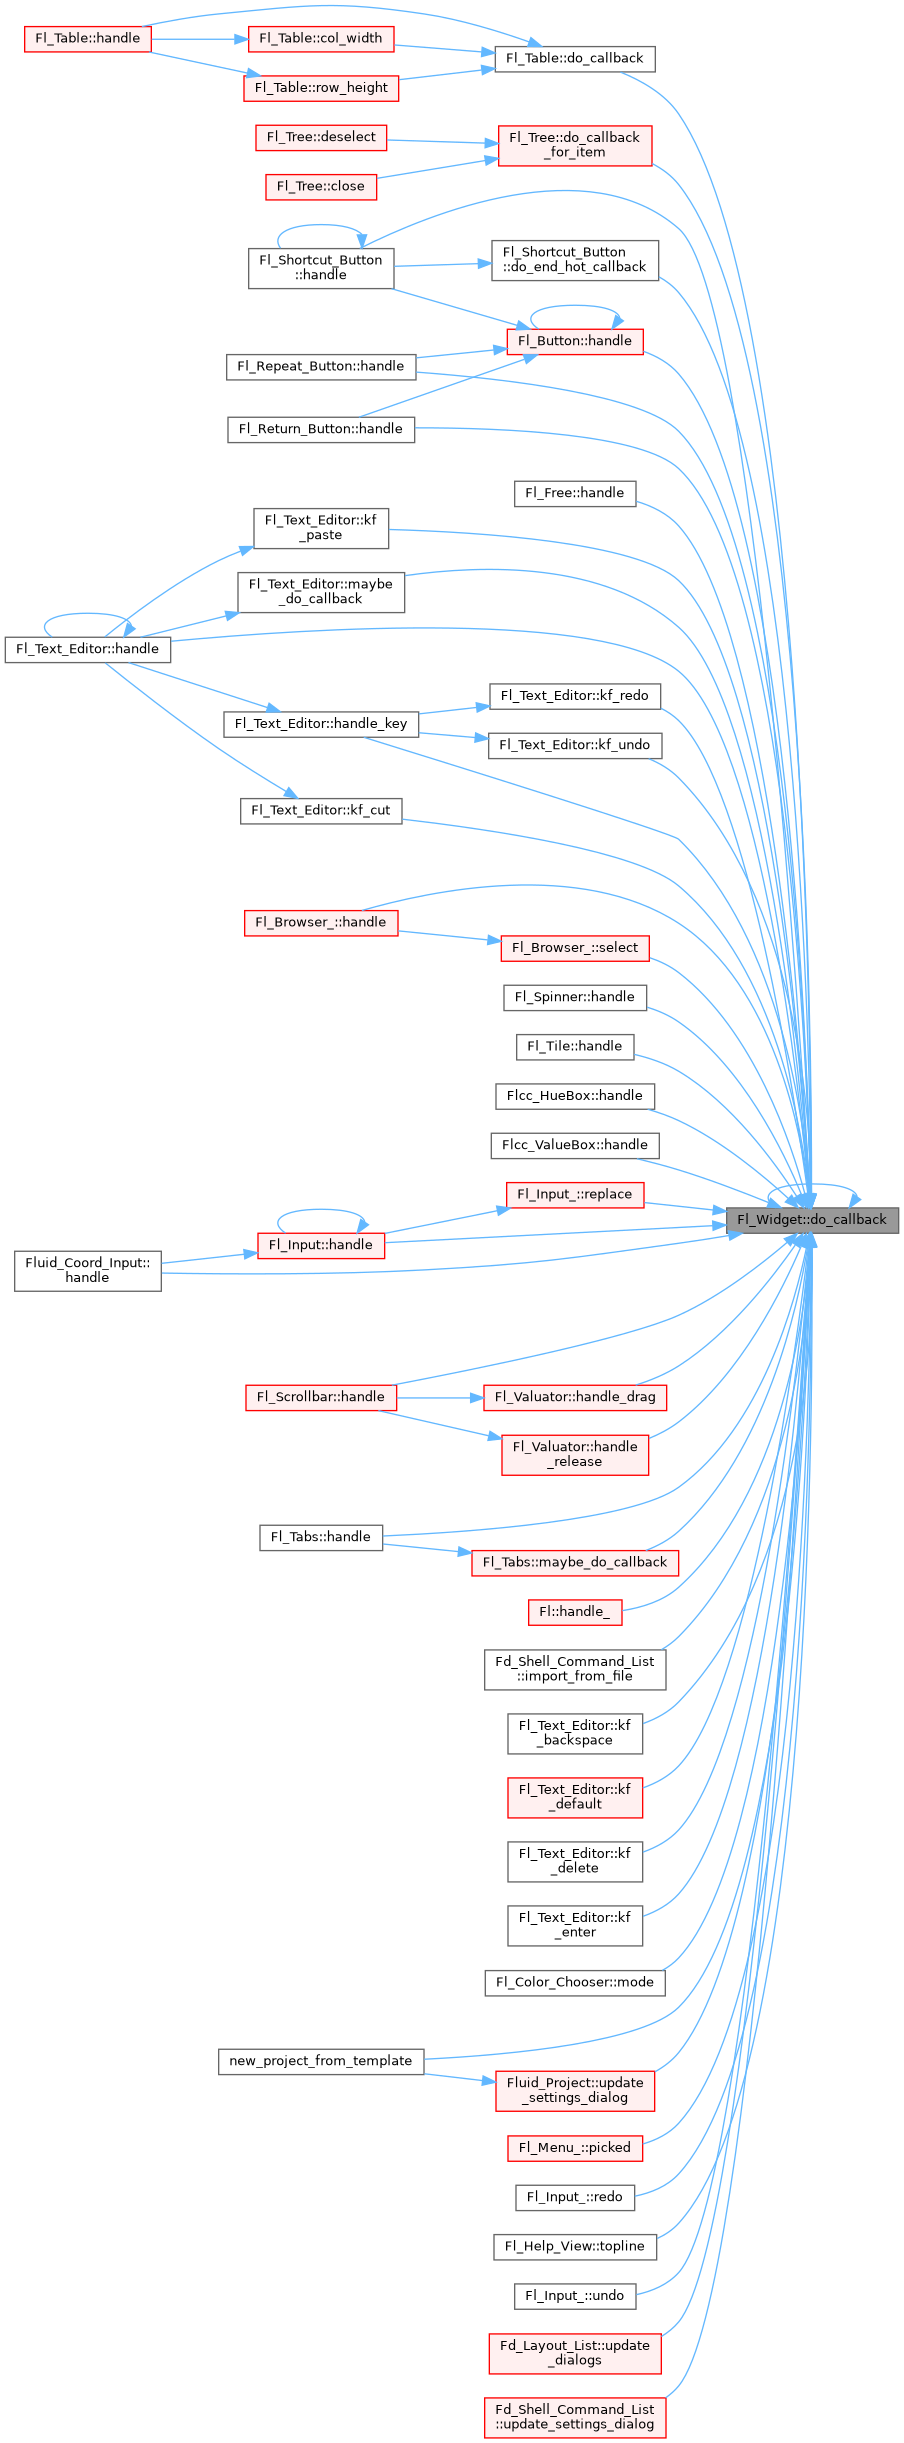 Fl_Table::handle
Fl_Table::col_width
Fl_Table::do_callback
Fl_Table::row_height
Fl_Tree::deselect
Fl_Tree::do_callback
_for_item
Fl_Tree::close
Fl_Shortcut_Button
::handle
Fl_Shortcut_Button
::do_end_hot_callback
Fl_Button::handle
Fl_Repeat_Button::handle
Fl_Return_Button::handle
Fl_Free::handle
Fl_Text_Editor::kf
_paste
Fl_Text_Editor::maybe
_do_callback
Fl_Text_Editor::handle
Fl_Text_Editor::kf_redo
Fl_Text_Editor::handle_key
Fl_Text_Editor::kf_undo
Fl_Text_Editor::kf_cut
Fl_Browser_::handle
Fl_Browser_::select
Fl_Spinner::handle
Fl_Tile::handle
Flcc_HueBox::handle
Flcc_ValueBox::handle
Fl_Input_::replace
Fl_Widget::do_callback
Fl_Input::handle
Fluid_Coord_Input::
handle
Fl_Scrollbar::handle
Fl_Valuator::handle_drag
Fl_Valuator::handle
_release
Fl_Tabs::handle
Fl_Tabs::maybe_do_callback
Fl::handle_
Fd_Shell_Command_List
::import_from_file
Fl_Text_Editor::kf
_backspace
Fl_Text_Editor::kf
_default
Fl_Text_Editor::kf
_delete
Fl_Text_Editor::kf
_enter
Fl_Color_Chooser::mode
new_project_from_template
Fluid_Project::update
_settings_dialog
Fl_Menu_::picked
Fl_Input_::redo
Fl_Help_View::topline
Fl_Input_::undo
Fd_Layout_List::update
_dialogs
Fd_Shell_Command_List
::update_settings_dialog